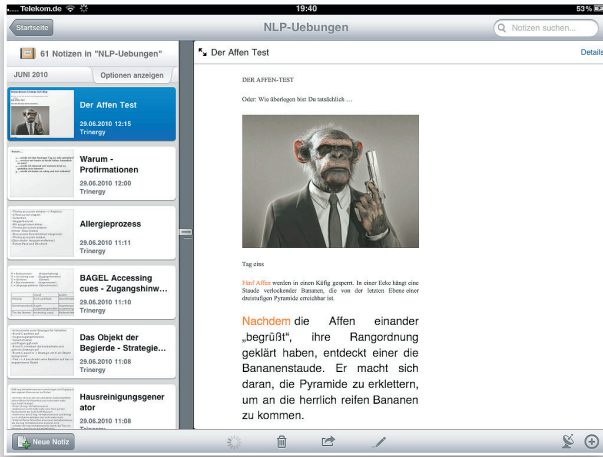 Telekom.de 19:40 53%
Startseite NLP-Uebungen Notizen suchen...
61 Notizen in "NLP-Uebungen"
JUNI 2010 Optionen anzeigen
Der Affen Test
29.06.2010 12:15
Trinergy
Warum -
Profirmationen
29.06.2010 12:00
Trinergy
Allergieprozess
29.06.2010 11:11
Trinergy
BAGEL Accessing
cues - Zugangshinw...
29.06.2010 11:10
Trinergy
Das Objekt der
Begierde - Strategie...
29.06.2010 11:08
Trinergy
Hausreinigungsgener
ator
29.06.2010 11:08
Neue Notiz
Der Affen Test Details
DER AFFEN-TEST
Oder: Wie überlegen bist Du tatsächlich ...
Tag eins
Fünf Affen werden in einen Käfig gesperrt. In einer Ecke hängt eine
Staude verlockender Bananen, die von der letzten Ebene einer
dreistufigen Pyramide erreichbar ist.
Nachdem die Affen einander
„begrüßt“, ihre Rangordnung
geklärt haben, entdeckt einer die
Bananenstaude. Er macht sich
daran, die Pyramide zu erklettern,
um an die herrlich reifen Bananen
zu kommen.